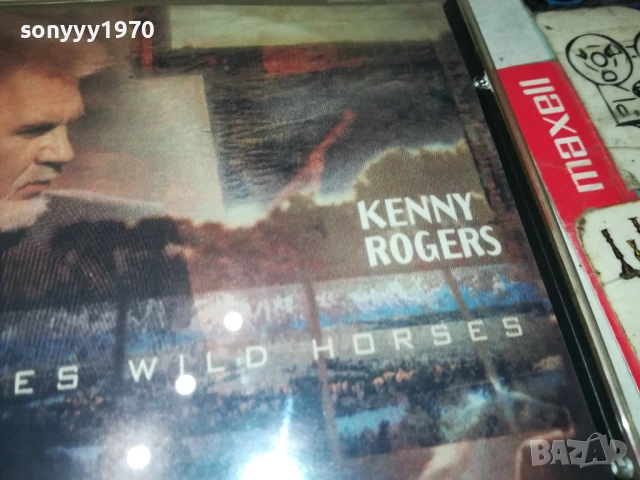 sonyyy1970
KENNY
ROGERS
ES WILD HORSES
maxell
BAZAR